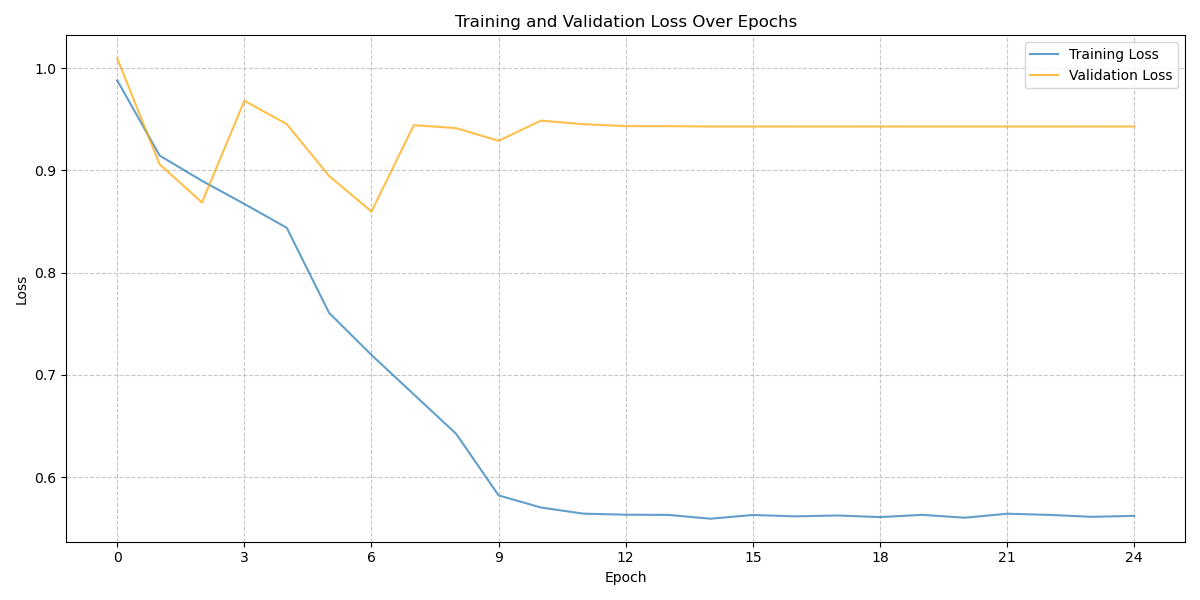 Training and Validation Loss Over Epochs
Training Loss
Validation Loss
1.0
0.9
0.8
0.7
0.6
Loss
0 3 6 9 12 15 18 21 24
Epoch